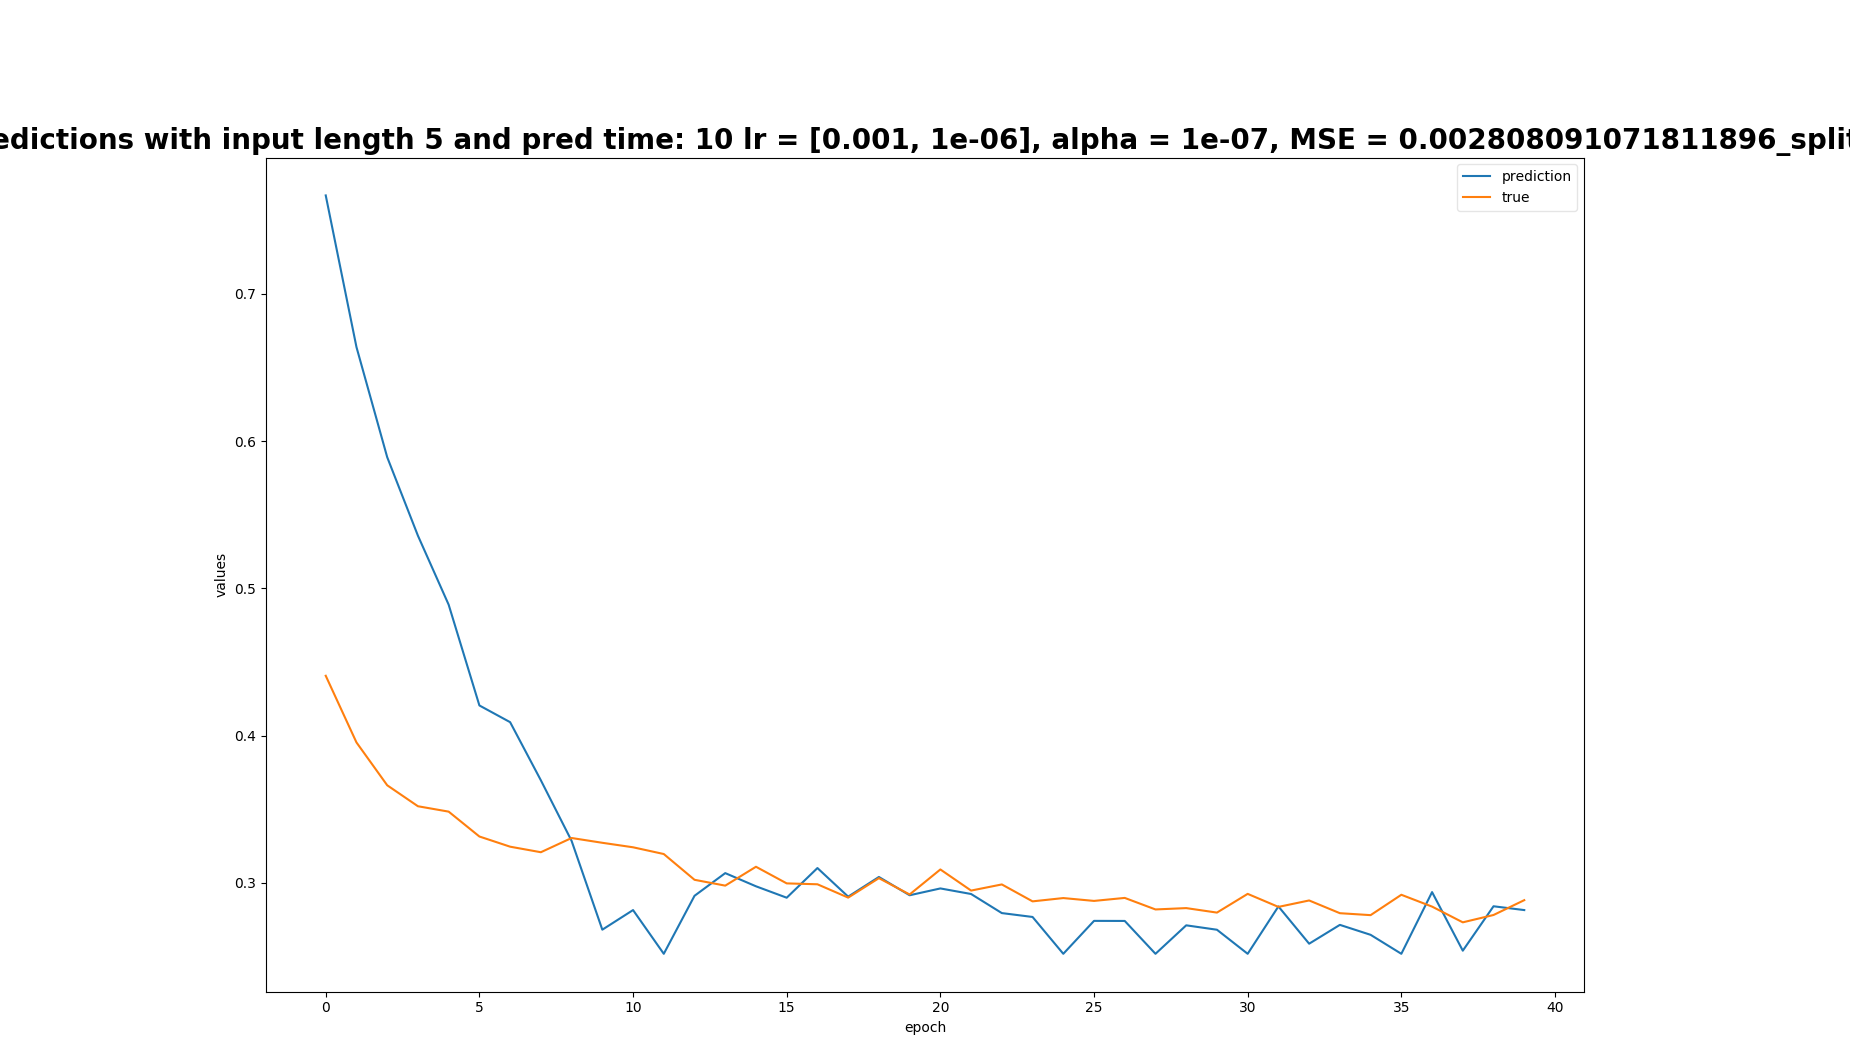 edictions with input length 5 and pred time: 10 lr = [0.001, 1e-06], alpha = 1e-07, MSE = 0.002808091071811896_split
prediction
true
0.7
0.6
0.5
0.4
0.3
values
0 5 10 15 20 25 30 35 40
epoch